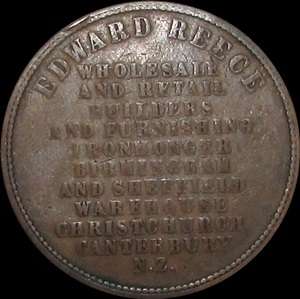 EDWARD REECE
WHOLESALE
AND RETAIL
BUILDERS
AND FURNISHING
IRONMONGER
BIRMINGHAM
AND SHEFFIELD
WAREHOUSE
CHRISTCHURCH
CANTERBURY
N.Z.